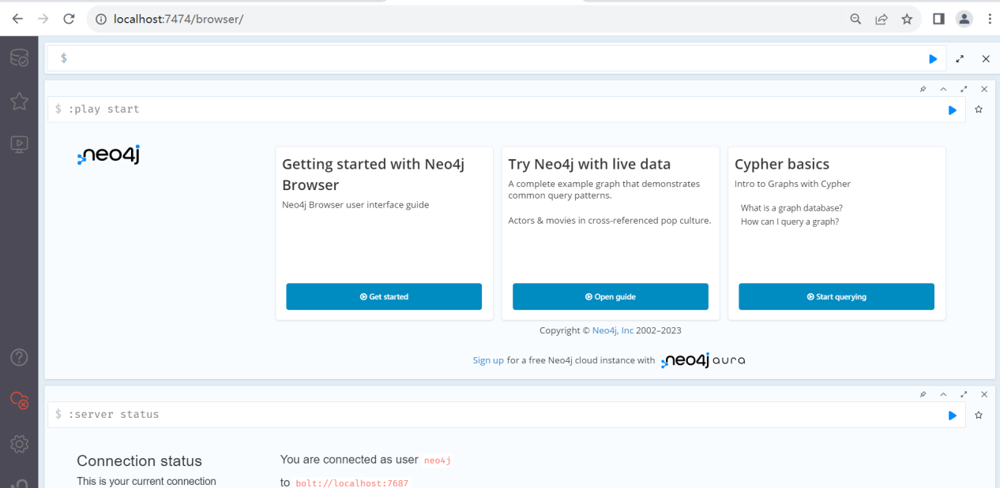 localhost:7474/browser/
$
$ :play start
neo4j
Getting started with Neo4j
Browser
Neo4j Browser user interface guide
Get started
Try Neo4j with live data
A complete example graph that demonstrates
common query patterns.
Actors & movies in cross-referenced pop culture.
Open guide
Cypher basics
Intro to Graphs with Cypher
What is a graph database?
How can I query a graph?
Start querying
Copyright © Neo4j, Inc 2002–2023
Sign up for a free Neo4j cloud instance with neo4j aura
$ :server status
Connection status
This is your current connection
You are connected as user neo4j
to bolt://localhost:7687